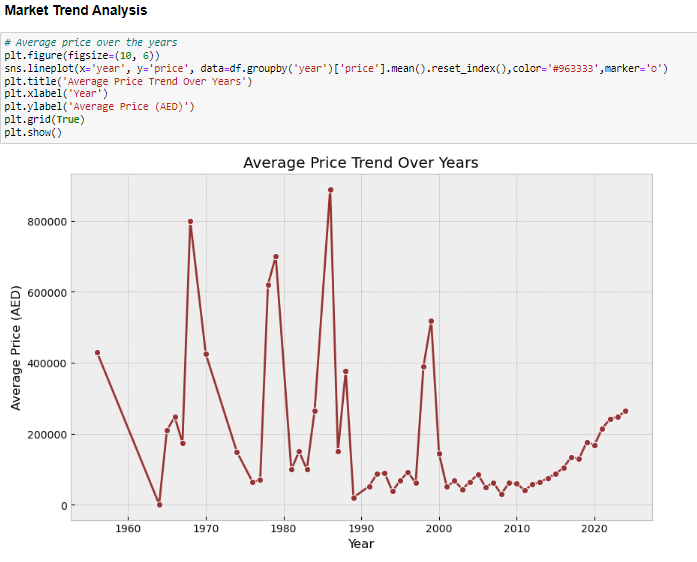 Market Trend Analysis
# Average price over the years
plt.figure(figsize=(10, 6))
sns.lineplot(x='year', y='price', data=df.groupby('year')['price'].mean().reset_index(),color='#963333',marker='o')
plt.title('Average Price Trend Over Years')
plt.xlabel('Year')
plt.ylabel('Average Price (AED)')
plt.grid(True)
plt.show()
Average Price Trend Over Years
Average Price (AED)
800000
600000
400000
200000
0
1960 1970 1980 1990 2000 2010 2020
Year